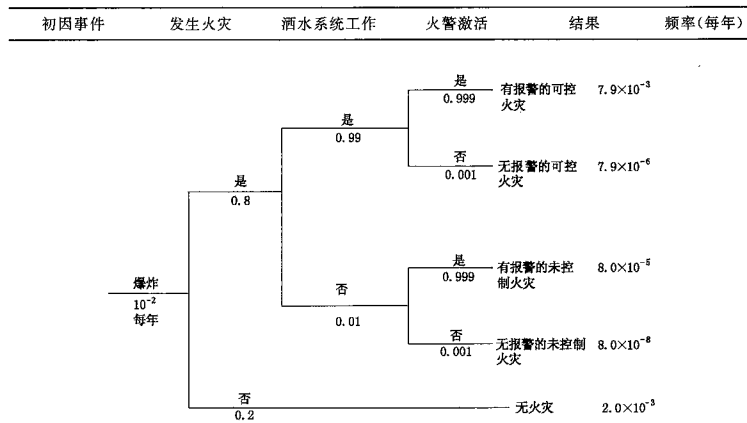 初因事件 发生火灾 洒水系统工作 火警激活 结果 频率(每年)
是
0.999
有报警的可控
火灾
7.9×10⁻³
是
0.99
否
0.001
无报警的可控
火灾
7.9×10⁻⁶
是
0.8
是
0.999
有报警的未控
制火灾
8.0×10⁻⁵
爆炸
10⁻²
每年
否
0.01
否
0.001
无报警的未控制
火灾
8.0×10⁻⁸
否
0.2
无火灾
2.0×10⁻³